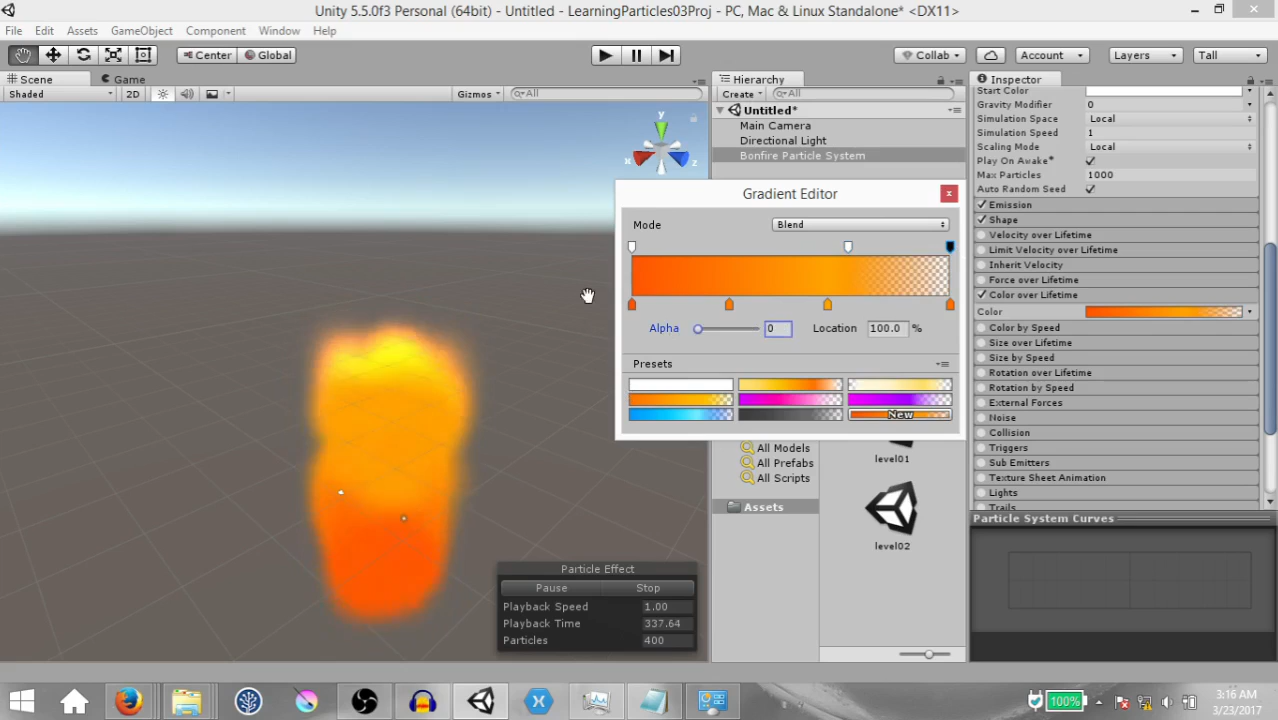 Unity 5.5.0f3 Personal (64bit) - Untitled - LearningParticles03Proj - PC, Mac & Linux Standalone* <DX11>
File Edit Assets GameObject Component Window Help
Center Global Collab Account Layers Tall
Scene Game
Shaded 2D Gizmos All
y
x z
Hierarchy
Create All
Untitled*
Main Camera
Directional Light
Bonfire Particle System
Gradient Editor
x
Mode Blend
Alpha 0 Location 100.0 %
Presets
New
All Models
All Prefabs
All Scripts
Assets
level01
level02
Particle Effect
Pause Stop
Playback Speed 1.00
Playback Time 337.64
Particles 400
Inspector
Start Color
Gravity Modifier 0
Simulation Space Local
Simulation Speed 1
Scaling Mode Local
Play On Awake*
Max Particles 1000
Auto Random Seed
Emission
Shape
Velocity over Lifetime
Limit Velocity over Lifetime
Inherit Velocity
Force over Lifetime
Color over Lifetime
Color
Color by Speed
Size over Lifetime
Size by Speed
Rotation over Lifetime
Rotation by Speed
External Forces
Noise
Collision
Triggers
Sub Emitters
Texture Sheet Animation
Lights
Trails
Particle System Curves
100%
3:16 AM
3/23/2017